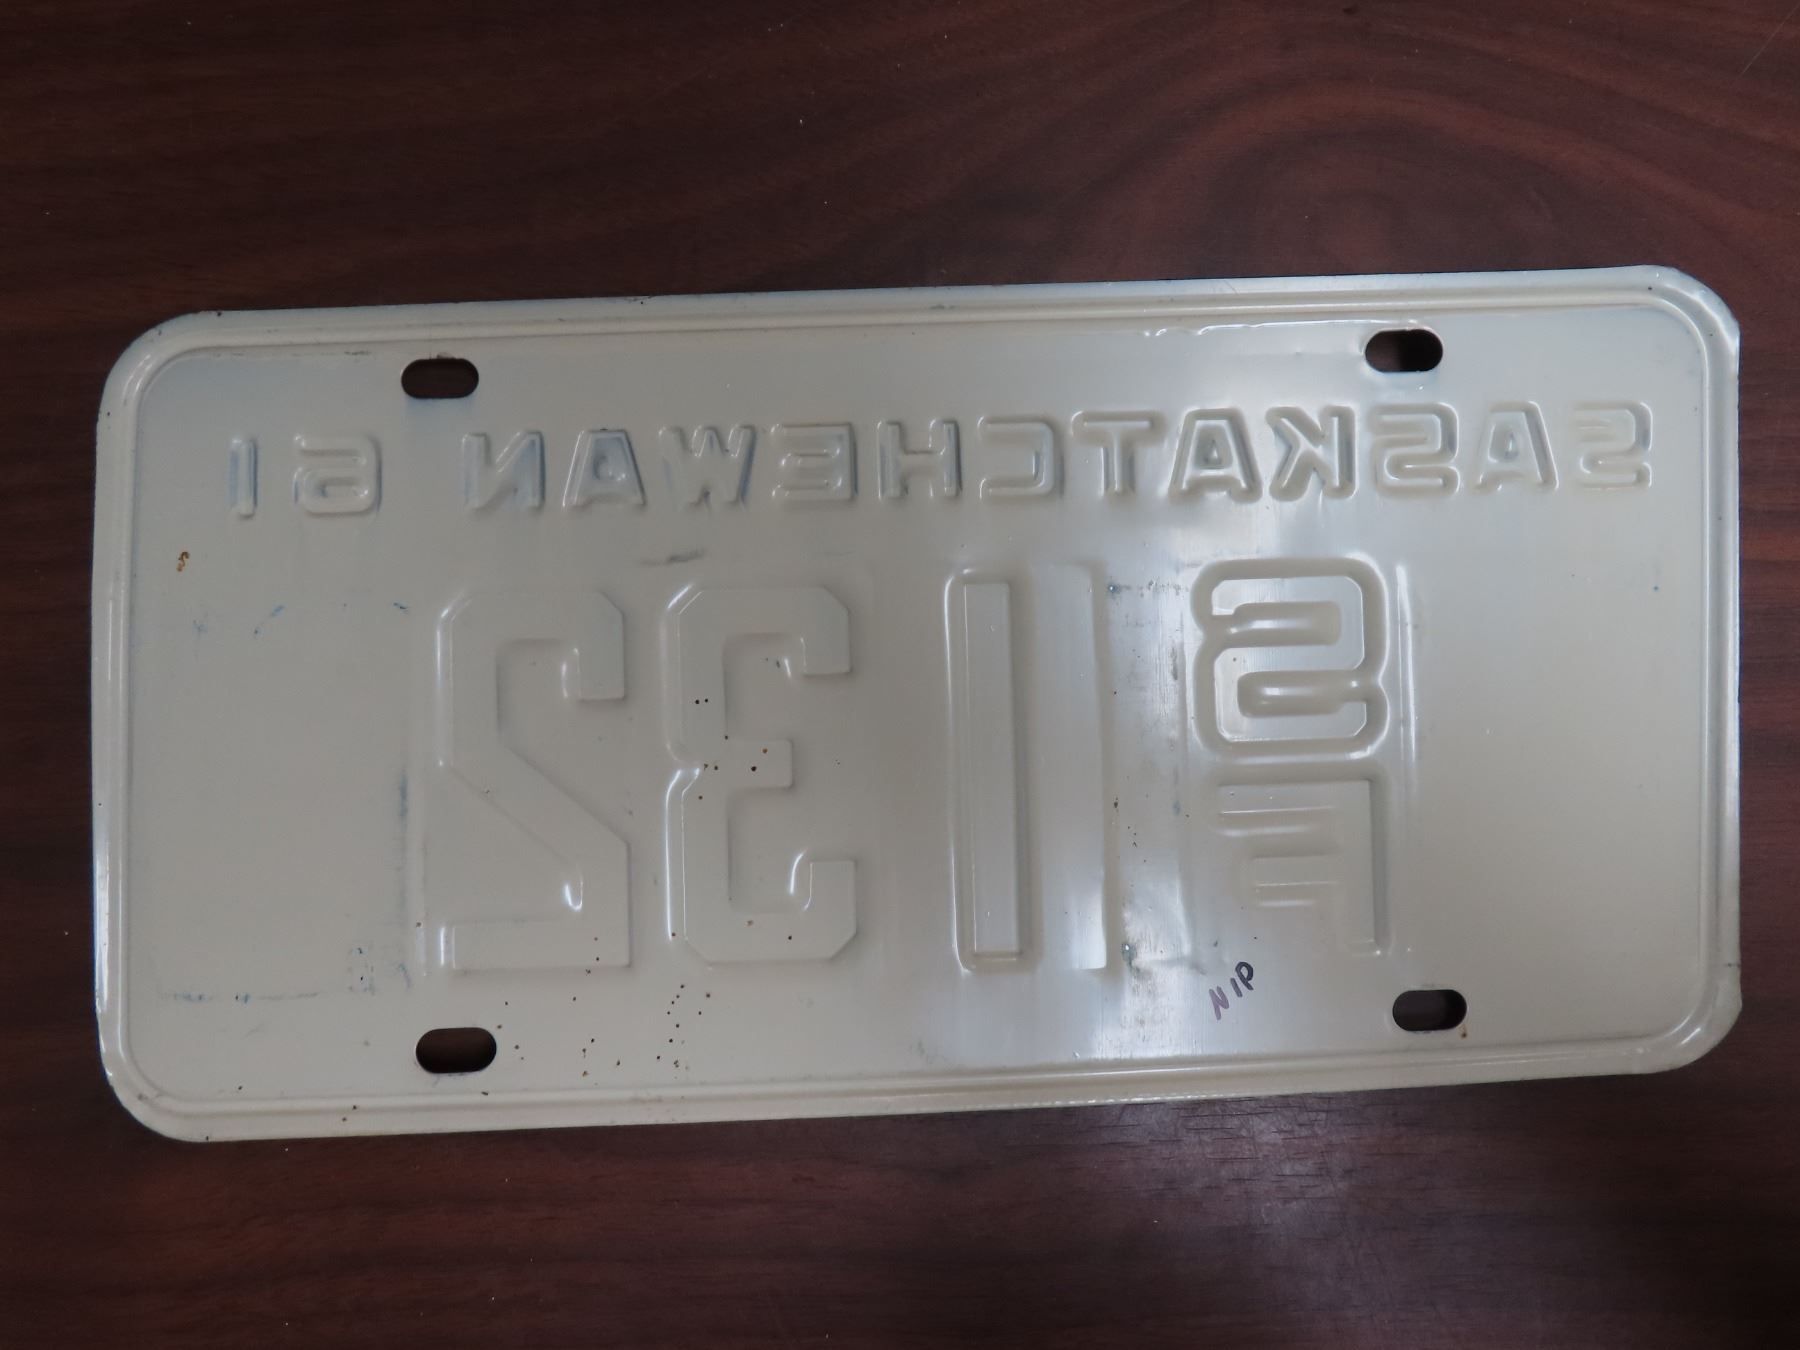 SASKATCHEWAN 61
S
F 132
NIP